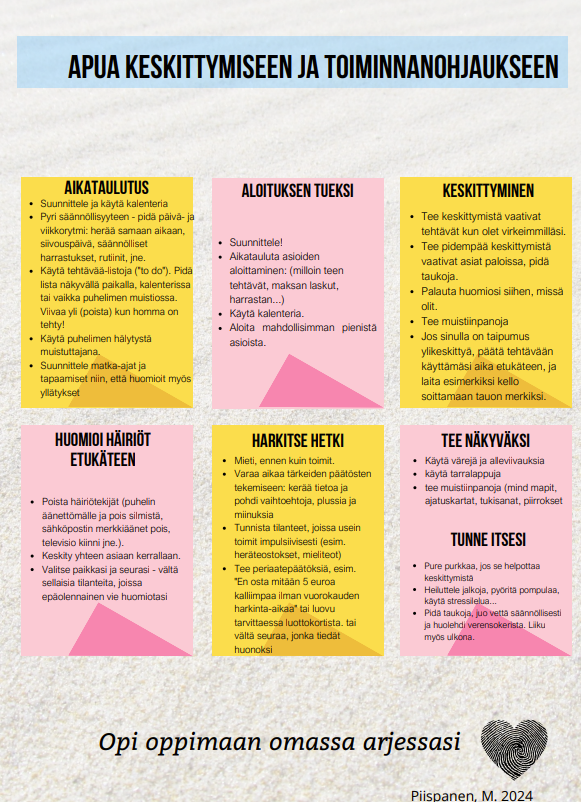 APUA KESKITTYMISEEN JA TOIMINNANOHJAUKSEEN
AIKATAULUTUS
• Suunnittele ja käytä kalenteria
• Pyri säännöllisyyteen - pidä päivä- ja
viikkorytmi: herää samaan aikaan,
siivouspäivä, säännölliset
harrastukset, rutiinit, jne.
• Käytä tehtävää-listoja ("to do"). Pidä
lista näkyvällä paikalla, kalenterissa
tai vaikka puhelimen muistiossa.
Viivaa yli (poista) kun homma on
tehty!
• Käytä puhelimen hälytystä
muistuttajana.
• Suunnittele matka-ajat ja
tapaamiset niin, että huomioit myös
yllätykset
ALOITUKSEN TUEKSI
• Suunnittele!
• Aikatauluta asioiden
aloittaminen: (milloin teen
tehtävät, maksan laskut,
harrastan...)
• Käytä kalenteria.
• Aloita mahdollisimman pienistä
asioista.
KESKITTYMINEN
• Tee keskittymistä vaativat
tehtävät kun olet virkeimmilläsi.
• Tee pidempää keskittymistä
vaativat asiat paloissa, pidä
taukoja.
• Palauta huomiosi siihen, missä
olit.
• Tee muistiinpanoja
• Jos sinulla on taipumus
ylikeskittyä, päätä tehtävään
käyttämäsi aika etukäteen, ja
laita esimerkiksi kello
soittamaan tauon merkiksi.
HUOMIOI HÄIRIÖT
ETUKÄTEEN
• Poista häiriötekijät (puhelin
äänettömälle ja pois silmistä,
sähköpostin merkkiäänet pois,
televisio kiinni jne.).
• Keskity yhteen asiaan kerrallaan.
• Valitse paikkasi ja seurasi - vältä
sellaisia tilanteita, joissa
epäolennainen vie huomiotasi
HARKITSE HETKI
• Mieti, ennen kuin toimit.
• Varaa aikaa tärkeiden päätösten
tekemiseen: kerää tietoa ja
pohdi vaihtoehtoja, plussia ja
miinuksia
• Tunnista tilanteet, joissa usein
toimit impulsiivisesti (esim.
heräteostokset, mieliteot)
• Tee periaatepäätöksiä, esim.
"En osta mitään 5 euroa
kalliimpaa ilman vuorokauden
harkinta-aikaa" tai luovu
tarvittaessa luottokortista. tai
vältä seuraa, jonka tiedät
huonoksi
TEE NÄKYVÄKSI
• Käytä värejä ja alleviivauksia
• käytä tarralappuja
• tee muistiinpanoja (mind mapit,
ajatuskartat, tukisanat, piirrokset
TUNNE ITSESI
• Pure purkkaa, jos se helpottaa
keskittymistä
• Heiluttele jalkoja, pyöritä pompulaa,
käytä stressilelua...
• Pidä taukoja, juo vettä säännöllisesti
ja huolehdi verensokerista. Liiku
myös ulkona.
Opi oppimaan omassa arjessasi
Piispanen, M. 2024